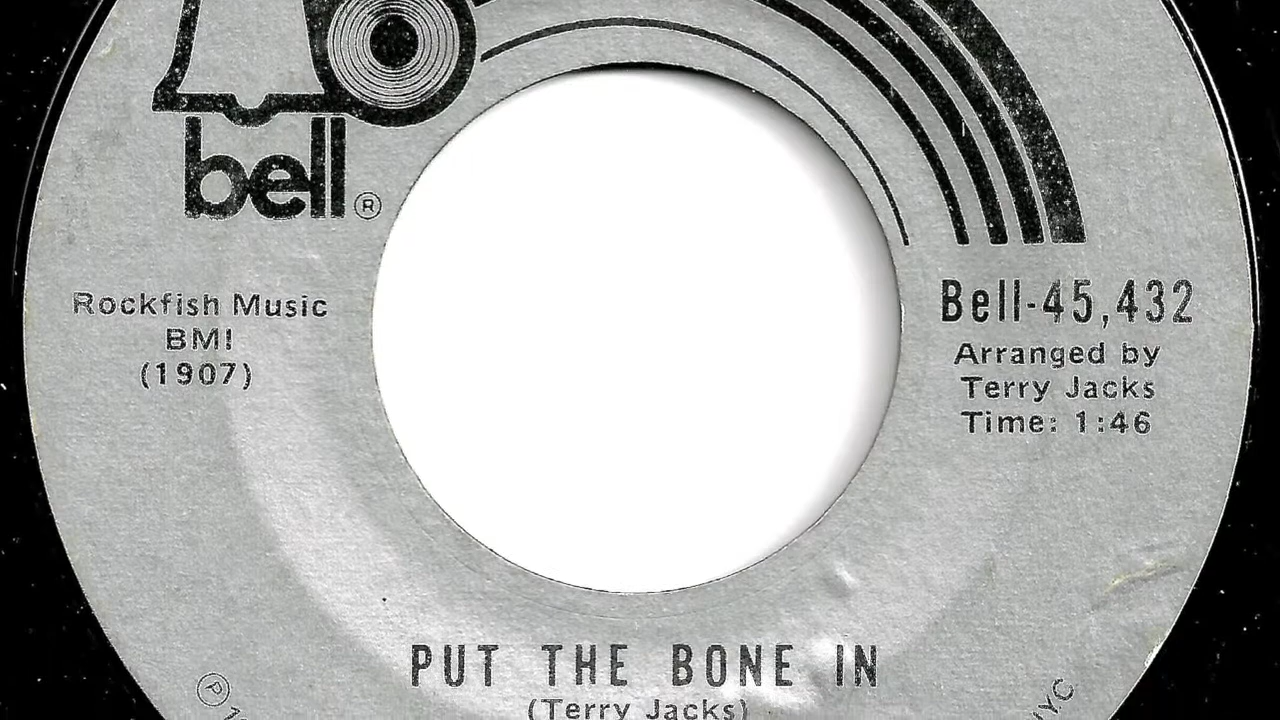 bell ®
Rockfish Music
BMI
(1907)
Bell-45,432
Arranged by
Terry Jacks
Time: 1:46
PUT THE BONE IN
(Terry Jacks)
℗
NYC